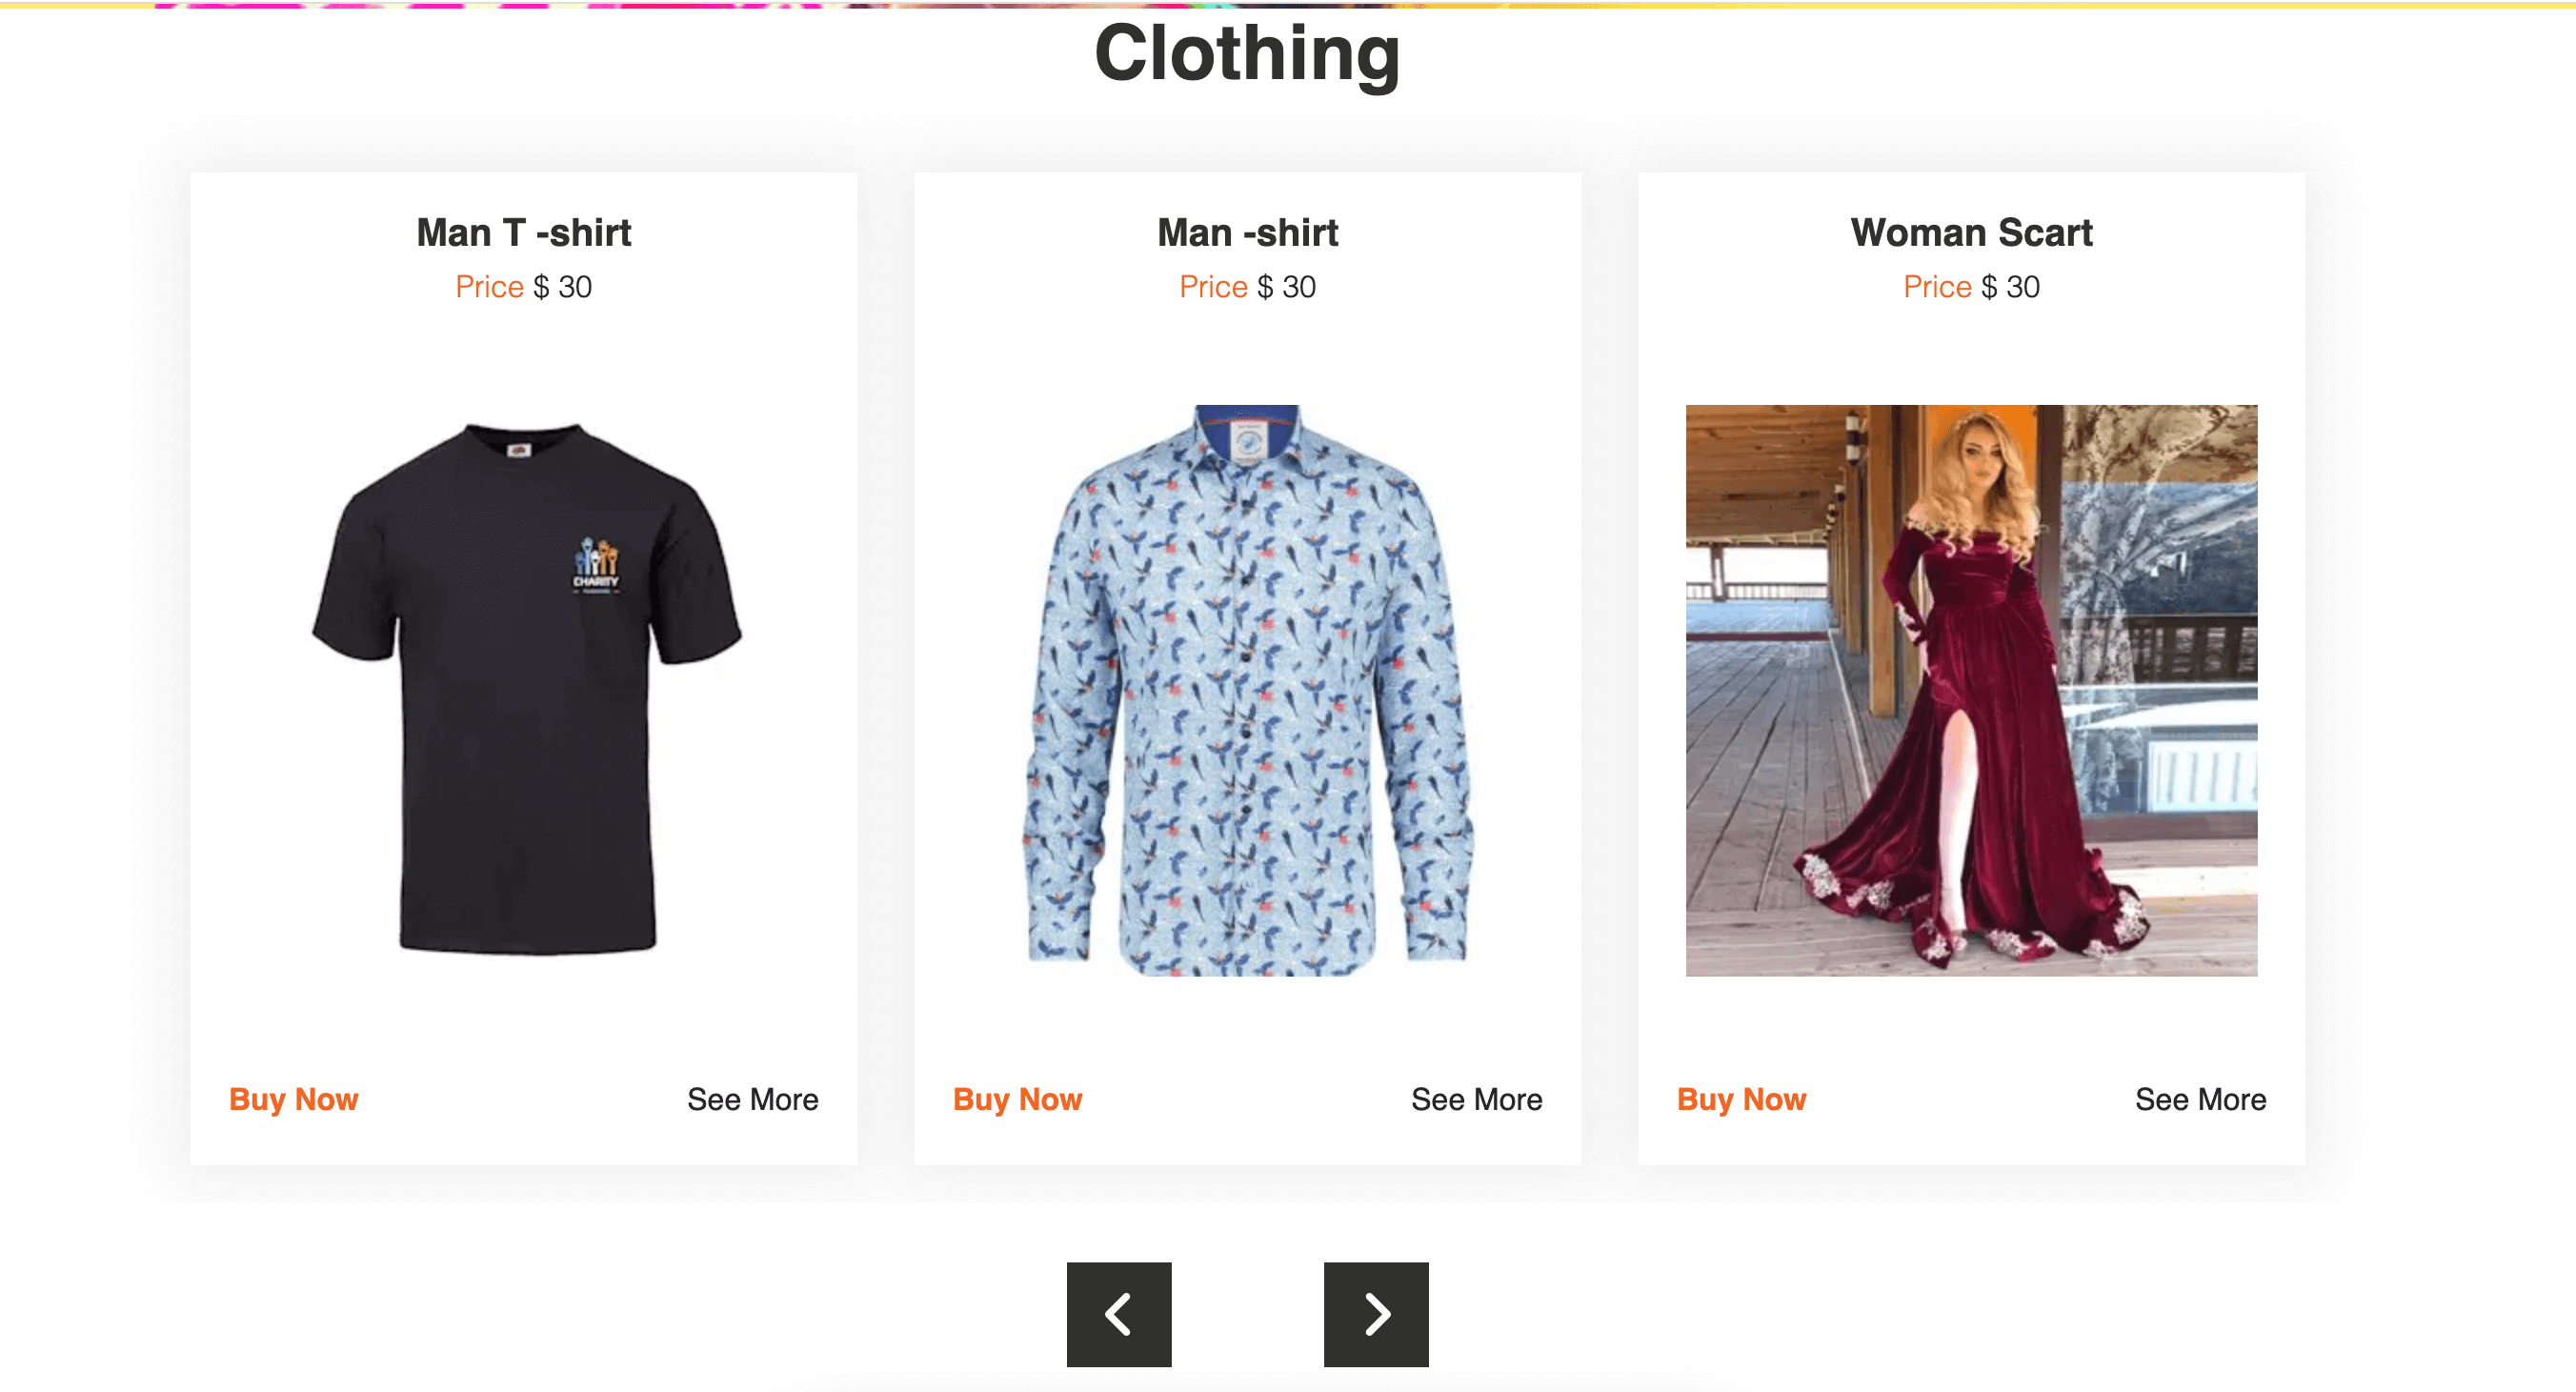 Clothing
Man T -shirt
Price $ 30
CHARITY
Buy Now
See More
Man -shirt
Price $ 30
Buy Now
See More
Woman Scart
Price $ 30
Buy Now
See More